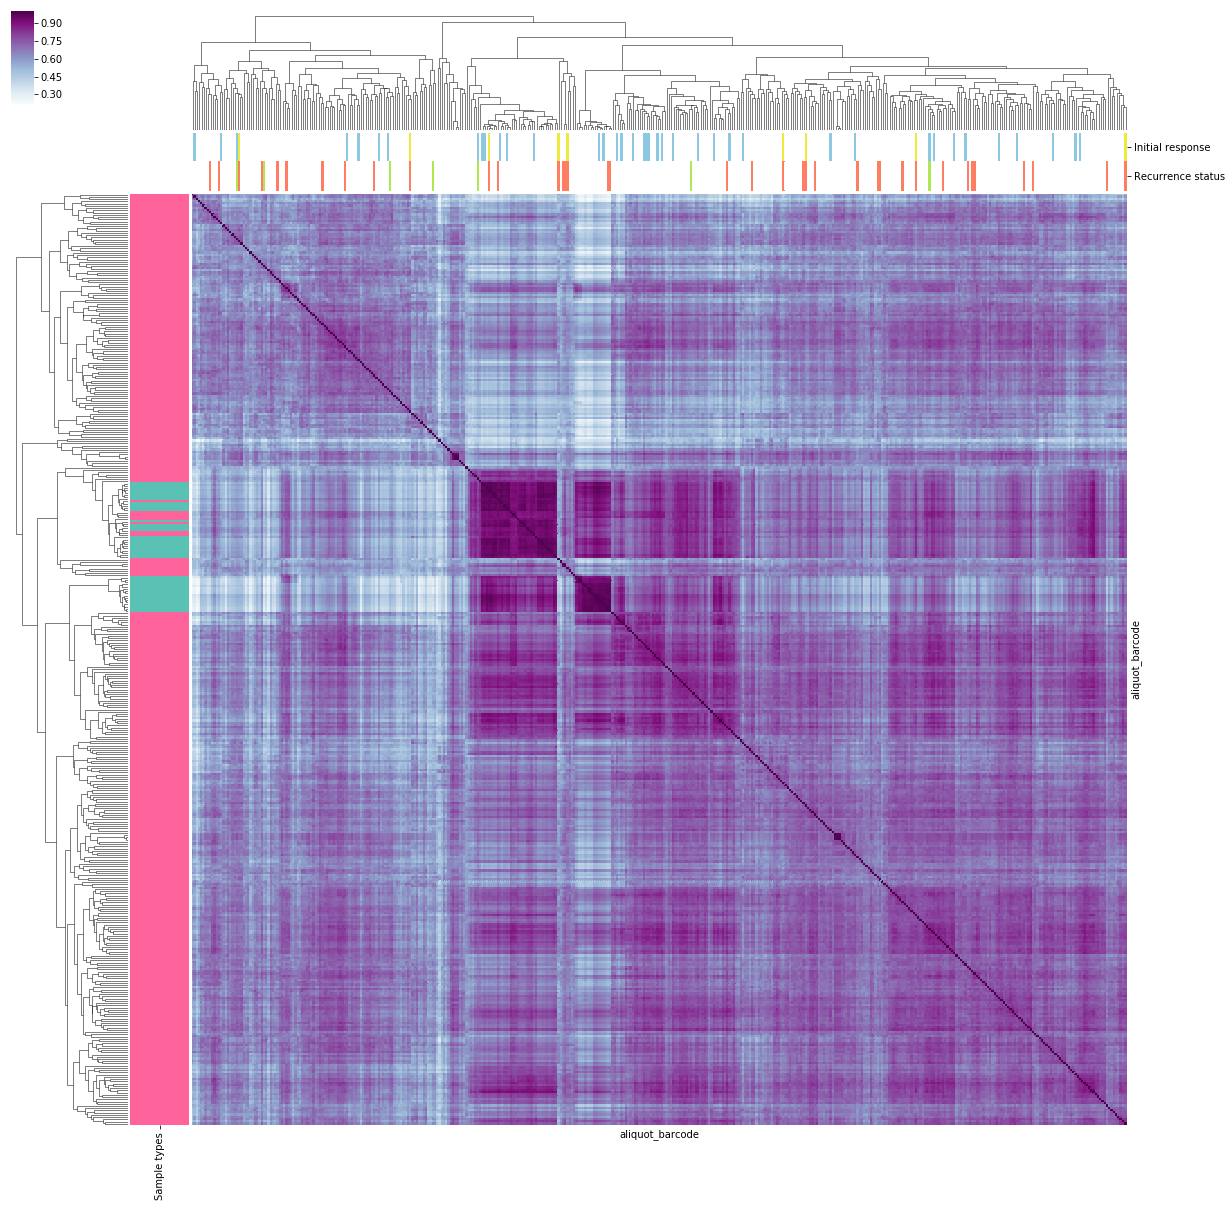 0.90
0.75
0.60
0.45
0.30
Initial response
Recurrence status
aliquot_barcode
aliquot_barcode
Sample types